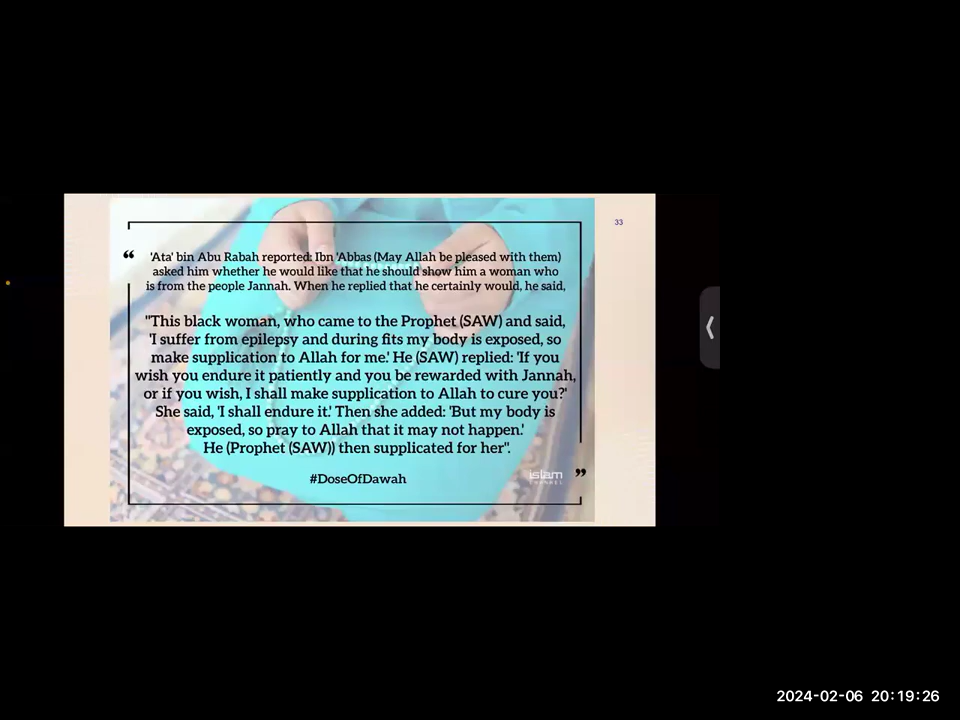 33
“ 'Ata' bin Abu Rabah reported: Ibn 'Abbas (May Allah be pleased with them)
asked him whether he would like that he should show him a woman who
is from the people Jannah. When he replied that he certainly would, he said,
"This black woman, who came to the Prophet (SAW) and said,
'I suffer from epilepsy and during fits my body is exposed, so
make supplication to Allah for me.' He (SAW) replied: 'If you
wish you endure it patiently and you be rewarded with Jannah,
or if you wish, I shall make supplication to Allah to cure you?'
She said, 'I shall endure it.' Then she added: 'But my body is
exposed, so pray to Allah that it may not happen.'
He (Prophet (SAW)) then supplicated for her".
#DoseOfDawah
islam
CHANNEL
”
2024-02-06 20:19:26